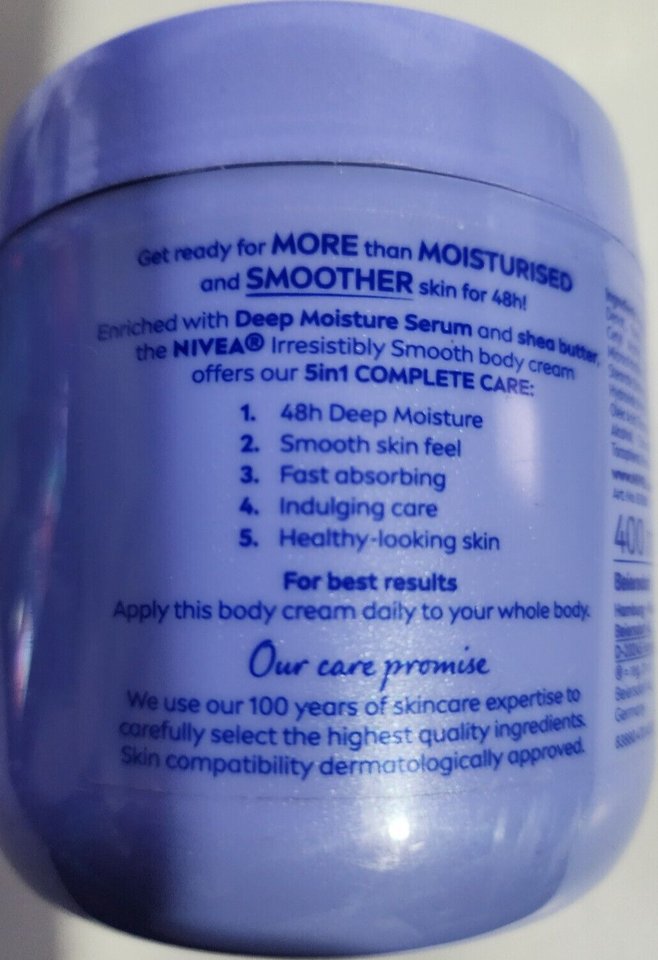 Get ready for MORE than MOISTURISED
and SMOOTHER skin for 48h!
Enriched with Deep Moisture Serum and shea butter,
the NIVEA® Irresistibly Smooth body cream
offers our 5in1 COMPLETE CARE:
1. 48h Deep Moisture
2. Smooth skin feel
3. Fast absorbing
4. Indulging care
5. Healthy-looking skin
For best results
Apply this body cream daily to your whole body.
Our care promise
We use our 100 years of skincare expertise to
carefully select the highest quality ingredients.
Skin compatibility dermatologically approved.
400
Beiersdorf
Hamburg
Germany